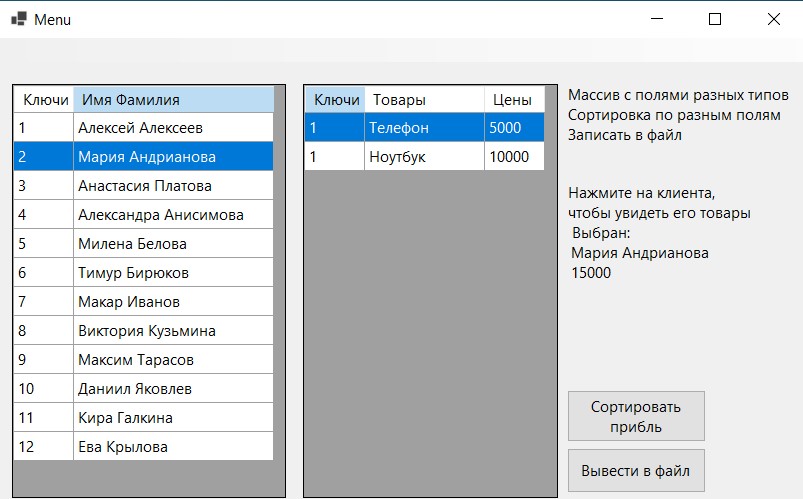 Menu
Ключи Имя Фамилия
1 Алексей Алексеев
2 Мария Андрианова
3 Анастасия Платова
4 Александра Анисимова
5 Милена Белова
6 Тимур Бирюков
7 Макар Иванов
8 Виктория Кузьмина
9 Максим Тарасов
10 Даниил Яковлев
11 Кира Галкина
12 Ева Крылова
Ключи Товары Цены
1 Телефон 5000
1 Ноутбук 10000
Массив с полями разных типов
Сортировка по разным полям
Записать в файл
Нажмите на клиента,
чтобы увидеть его товары
Выбран:
Мария Андрианова
15000
Сортировать
прибль
Вывести в файл